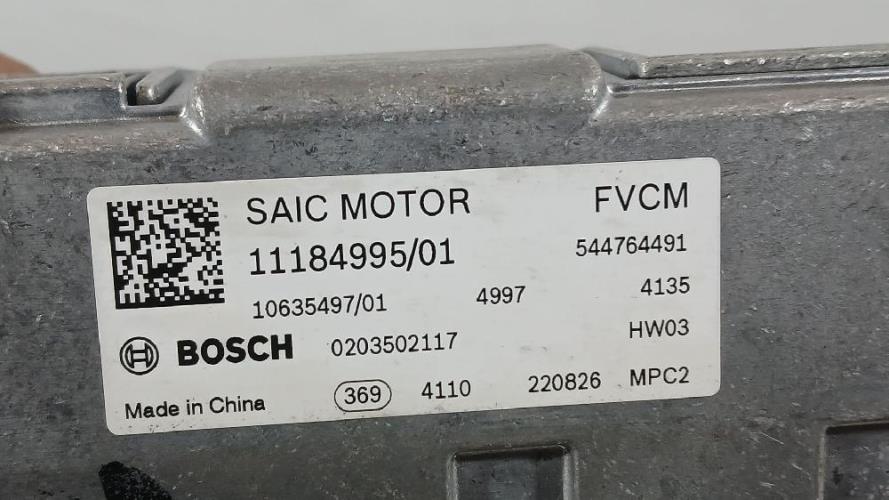 SAIC MOTOR FVCM
11184995/01 544764491
10635497/01 4997 4135
BOSCH 0203502117 HW03
Made in China 369 4110 220826 MPC2